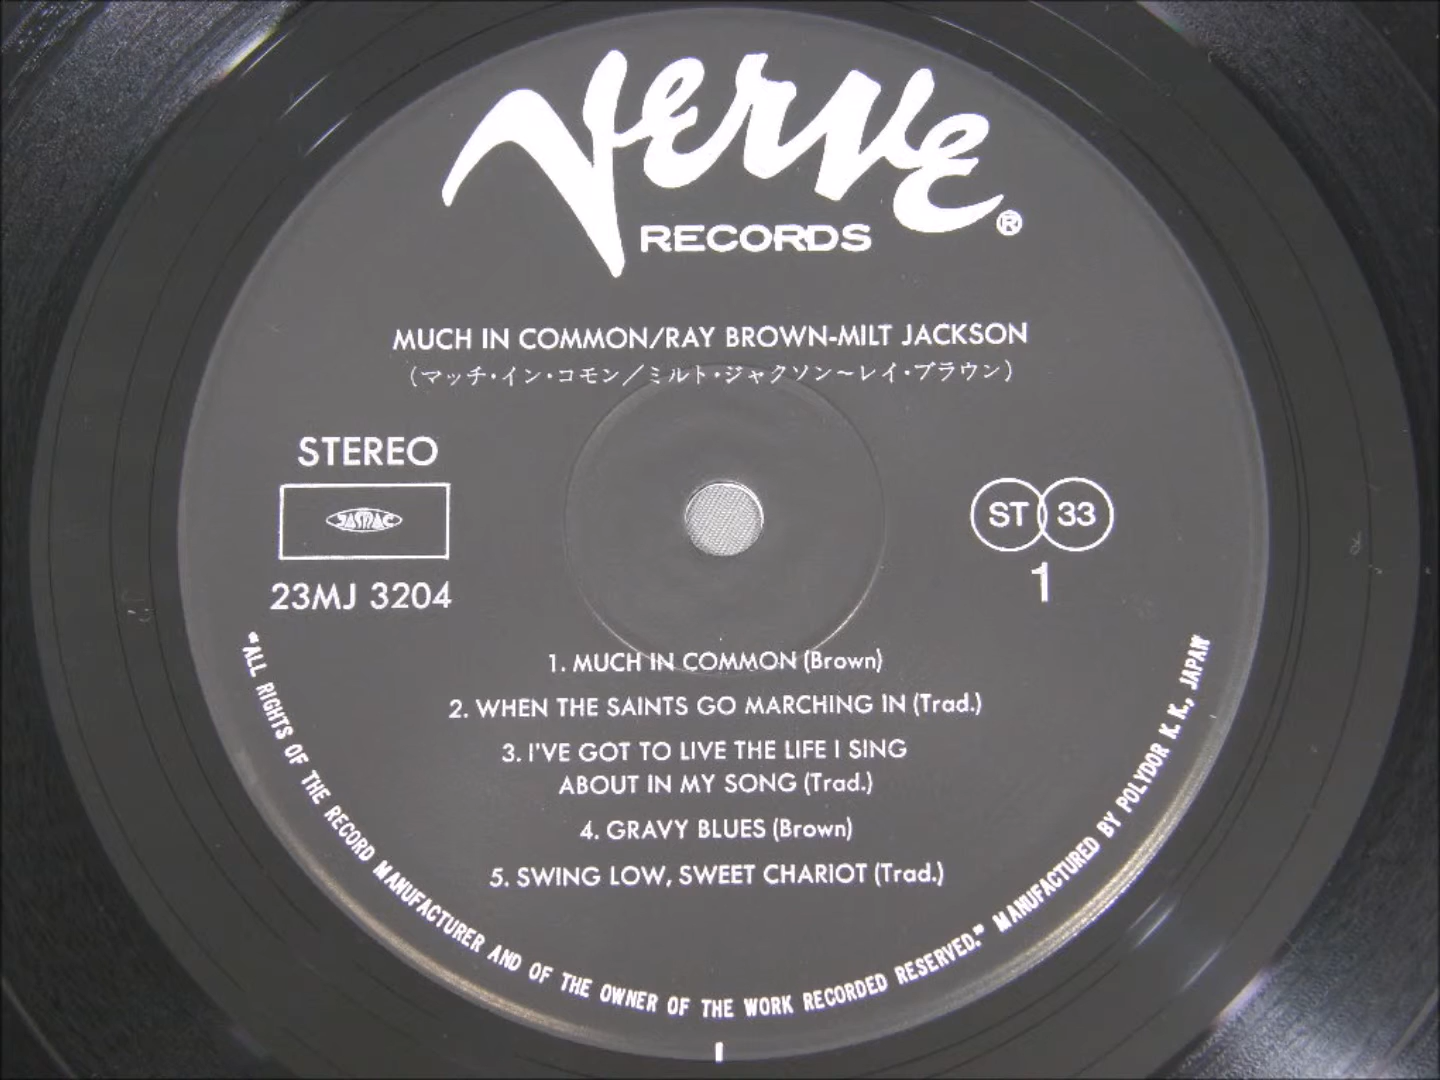 Verve
RECORDS ®
MUCH IN COMMON/RAY BROWN-MILT JACKSON
(マッチ・イン・コモン／ミルト・ジャクソン〜レイ・ブラウン)
STEREO
JASRAC
23MJ 3204
ST 33
1
1. MUCH IN COMMON (Brown)
2. WHEN THE SAINTS GO MARCHING IN (Trad.)
3. I'VE GOT TO LIVE THE LIFE I SING
ABOUT IN MY SONG (Trad.)
4. GRAVY BLUES (Brown)
5. SWING LOW, SWEET CHARIOT (Trad.)
"ALL RIGHTS OF THE RECORD MANUFACTURER AND OF THE OWNER OF THE WORK RECORDED RESERVED." MANUFACTURED BY POLYDOR K.K., JAPAN